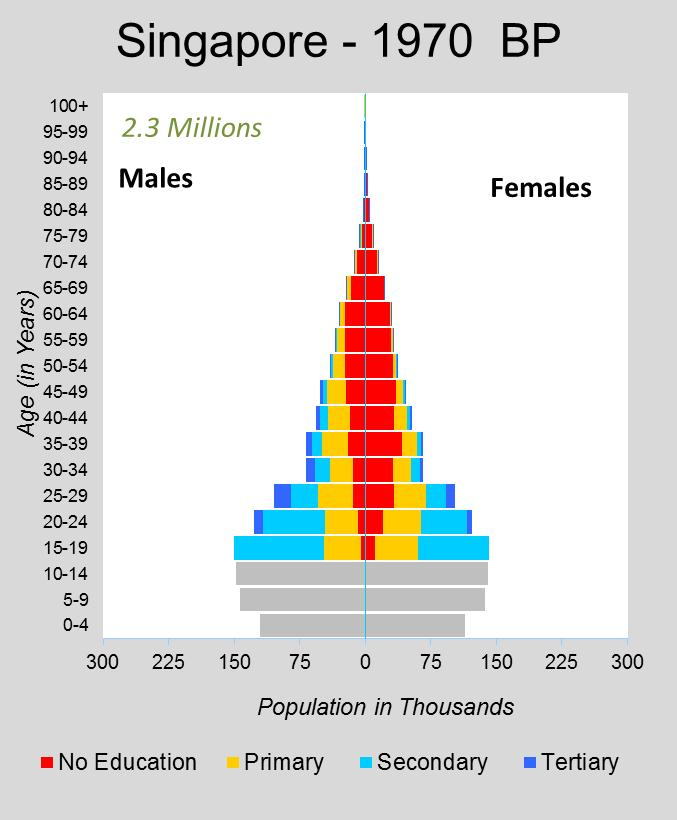 Singapore - 1970  BP
2.3 Millions
Males
Females
Age (in Years)
100+
95-99
90-94
85-89
80-84
75-79
70-74
65-69
60-64
55-59
50-54
45-49
40-44
35-39
30-34
25-29
20-24
15-19
10-14
5-9
0-4
300 225 150 75 0 75 150 225 300
Population in Thousands
No Education Primary Secondary Tertiary